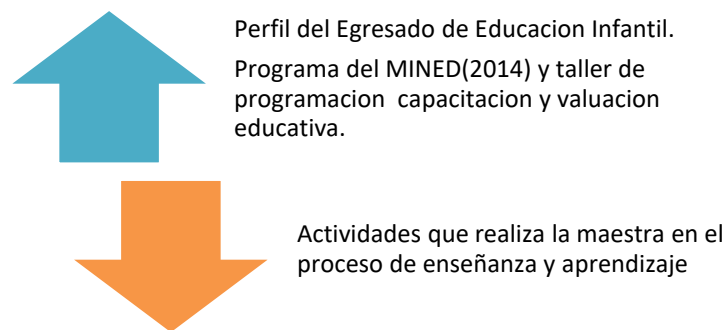 Perfil del Egresado de Educacion Infantil.
Programa del MINED(2014) y taller de
programacion  capacitacion y valuacion
educativa.
Actividades que realiza la maestra en el
proceso de enseñanza y aprendizaje